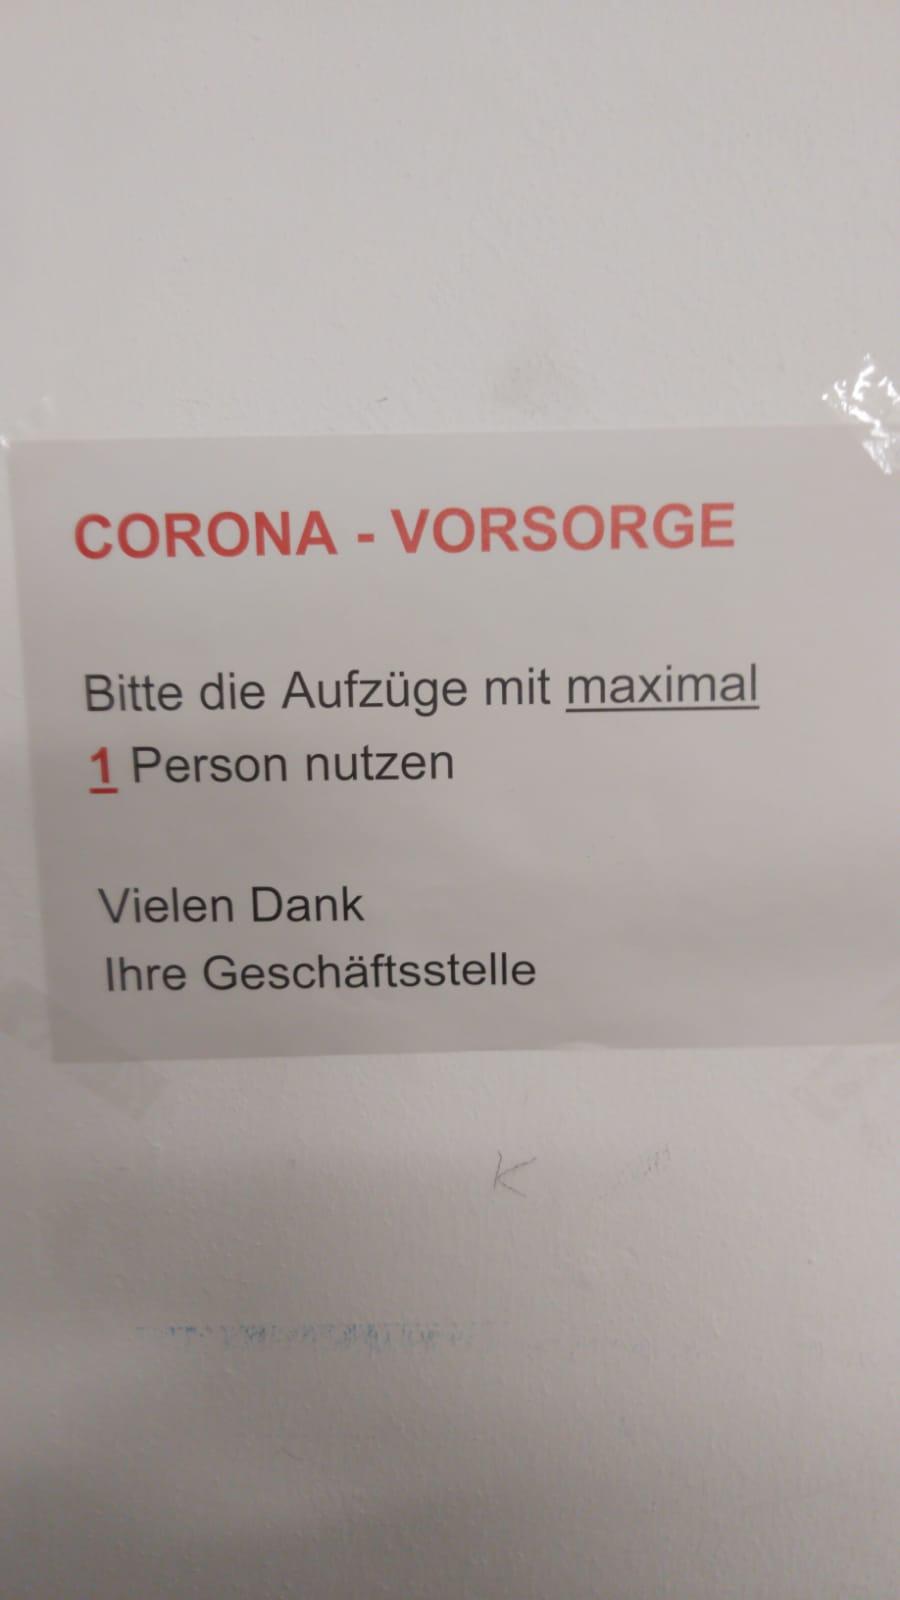 CORONA - VORSORGE
Bitte die Aufzüge mit maximal
1 Person nutzen
Vielen Dank
Ihre Geschäftsstelle
K